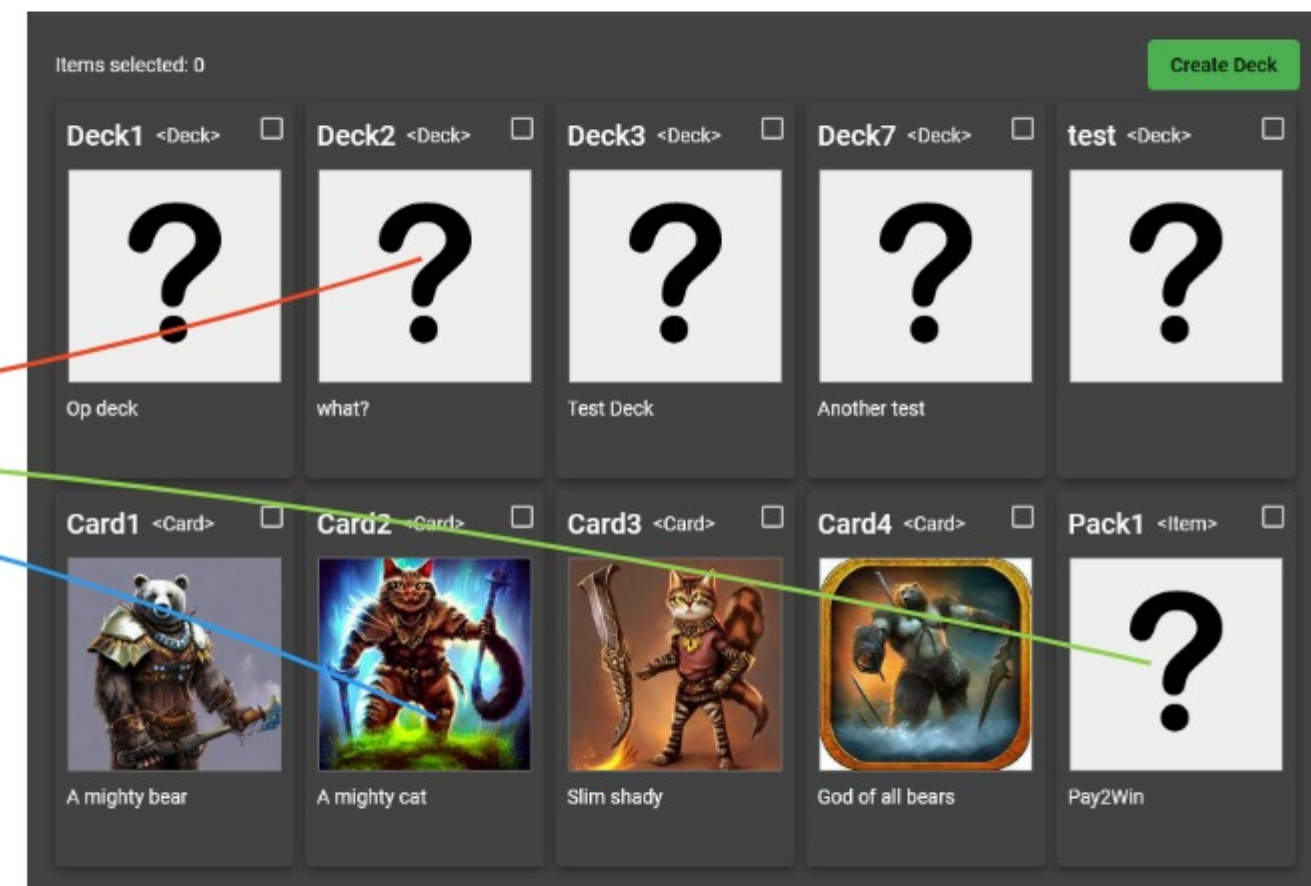 Items selected: 0
Create Deck
Deck1 <Deck>
Deck2 <Deck>
Deck3 <Deck>
Deck7 <Deck>
test <Deck>
Op deck
what?
Test Deck
Another test
Card1 <Card>
Card2 <Card>
Card3 <Card>
Card4 <Card>
Pack1 <Item>
A mighty bear
A mighty cat
Slim shady
God of all bears
Pay2Win